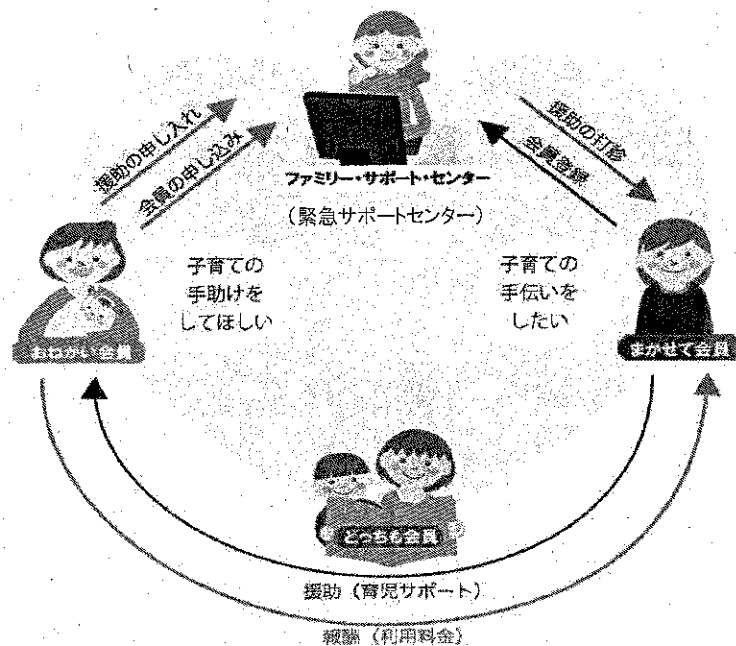 援助の申し入れ
会員の申し込み
援助の打診
会員登録
ファミリー・サポート・センター
（緊急サポートセンター）
子育ての
手助けを
してほしい
子育ての
手伝いを
したい
おねがい会員
まかせて会員
どっちも会員
援助（育児サポート）
報酬（利用料金）